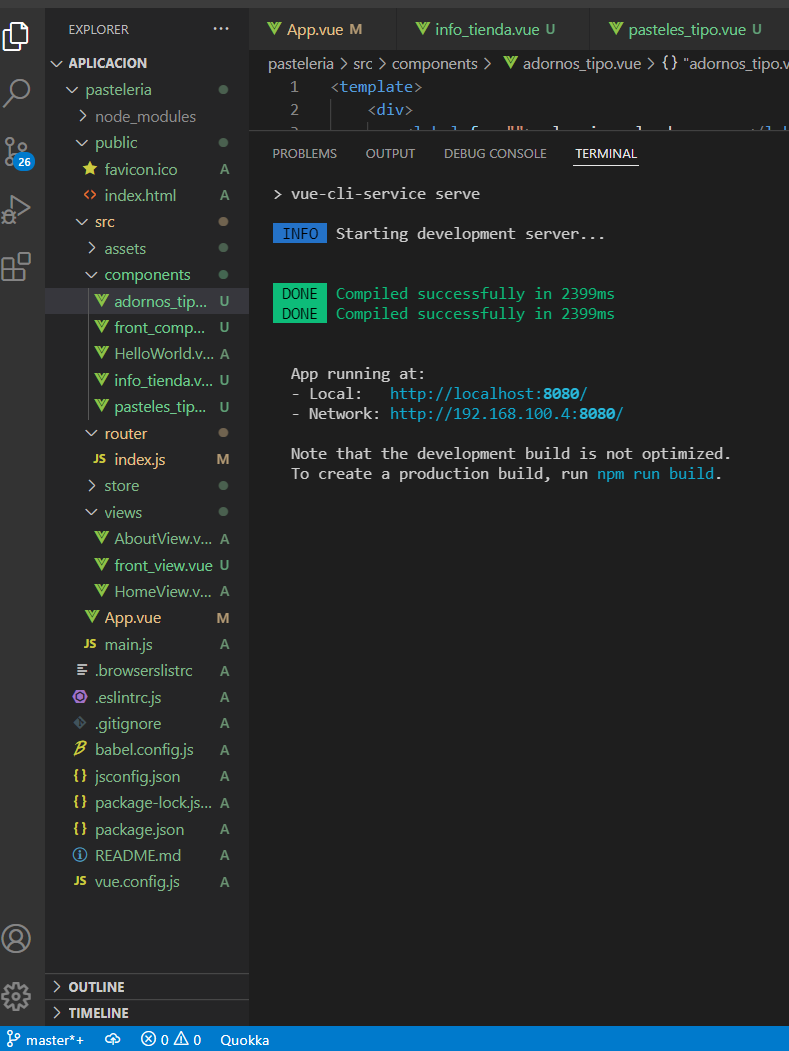 EXPLORER ...
APLICACION
pasteleria
node_modules
public
favicon.ico A
index.html A
src
assets
components
adornos_tip... U
front_comp... U
HelloWorld.v... A
info_tienda.v... U
pasteles_tip... U
router
JS index.js M
store
views
AboutView.v... A
front_view.vue U
HomeView.v... A
App.vue M
JS main.js A
.browserslistrc A
.eslintrc.js A
.gitignore A
babel.config.js A
{} jsconfig.json A
{} package-lock.js... A
{} package.json A
README.md A
JS vue.config.js A
OUTLINE
TIMELINE
26
App.vue M info_tienda.vue U pasteles_tipo.vue U
pasteleria > src > components > adornos_tipo.vue > {} "adornos_tipo.v
1 <template>
2 <div>
PROBLEMS OUTPUT DEBUG CONSOLE TERMINAL
> vue-cli-service serve
INFO Starting development server...
DONE Compiled successfully in 2399ms
DONE Compiled successfully in 2399ms
App running at:
- Local: http://localhost:8080/
- Network: http://192.168.100.4:8080/
Note that the development build is not optimized.
To create a production build, run npm run build.
master*+ 0 0 Quokka